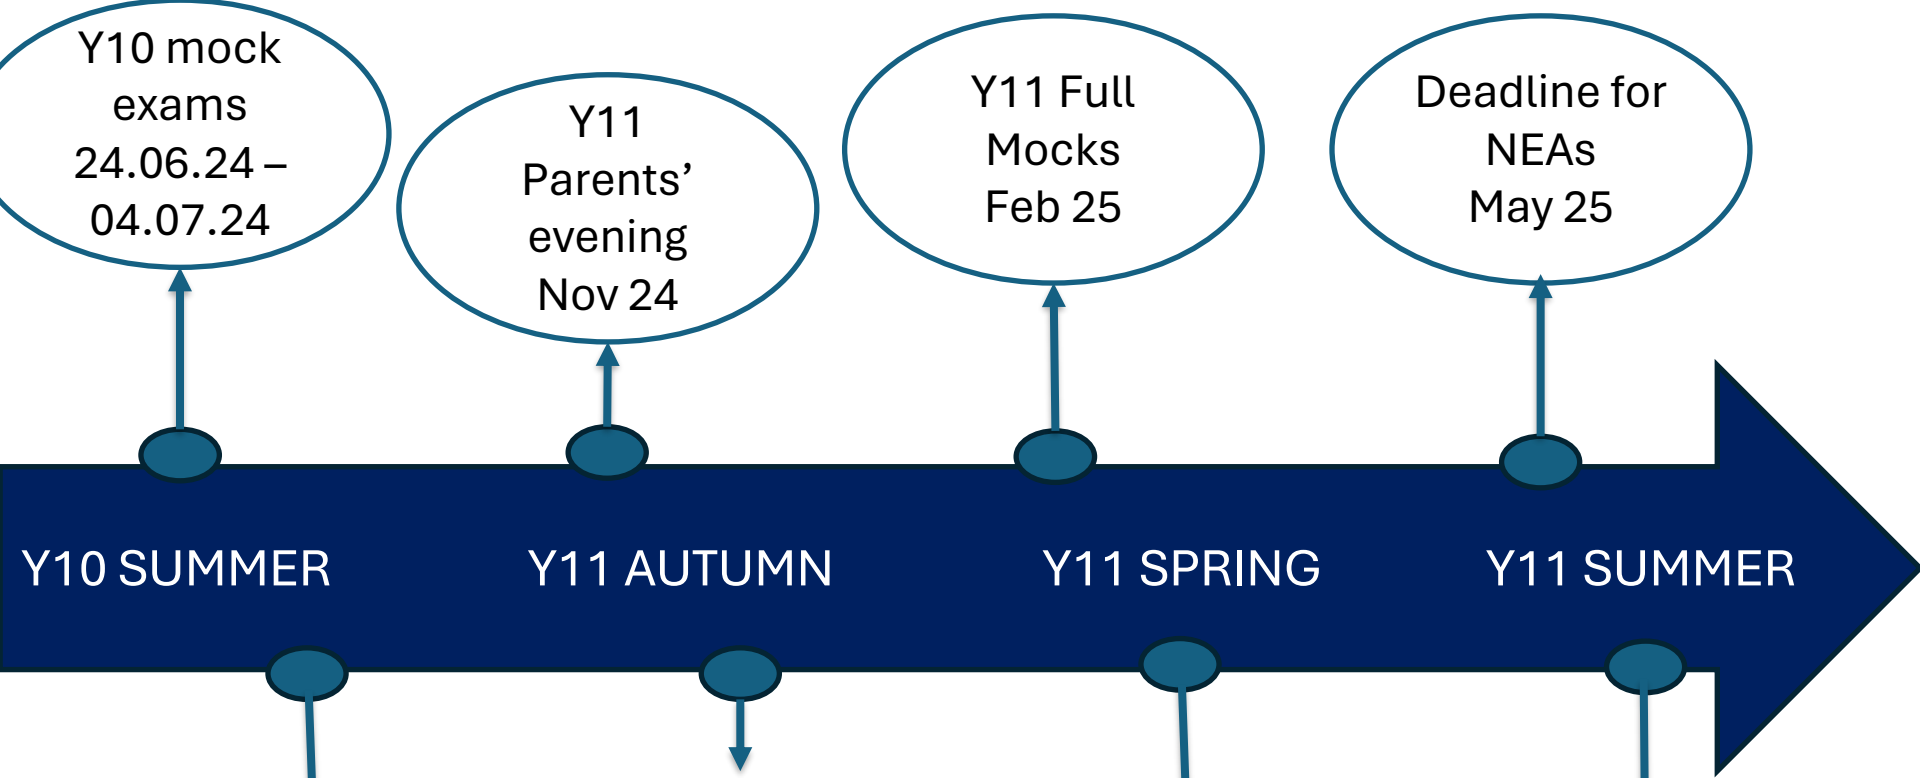 Y10 mock
exams
24.06.24 –
04.07.24
Y11
Parents’
evening
Nov 24
Y11 Full
Mocks
Feb 25
Deadline for
NEAs
May 25
Y10 SUMMER
Y11 AUTUMN
Y11 SPRING
Y11 SUMMER